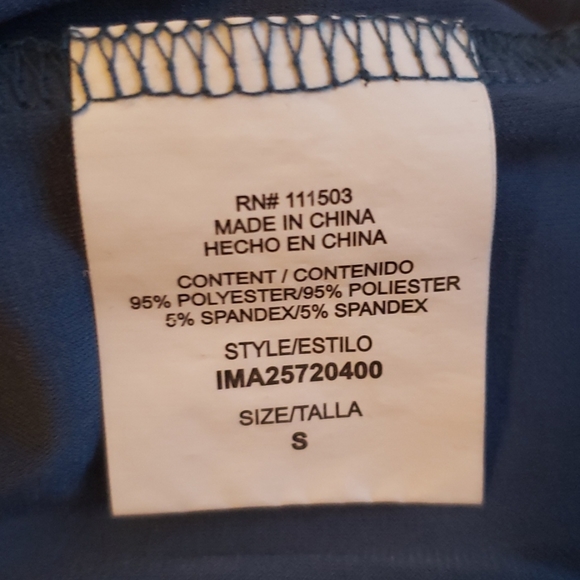 RN# 111503
MADE IN CHINA
HECHO EN CHINA
CONTENT / CONTENIDO
95% POLYESTER/95% POLIESTER
5% SPANDEX/5% SPANDEX
STYLE/ESTILO
IMA25720400
SIZE/TALLA
S